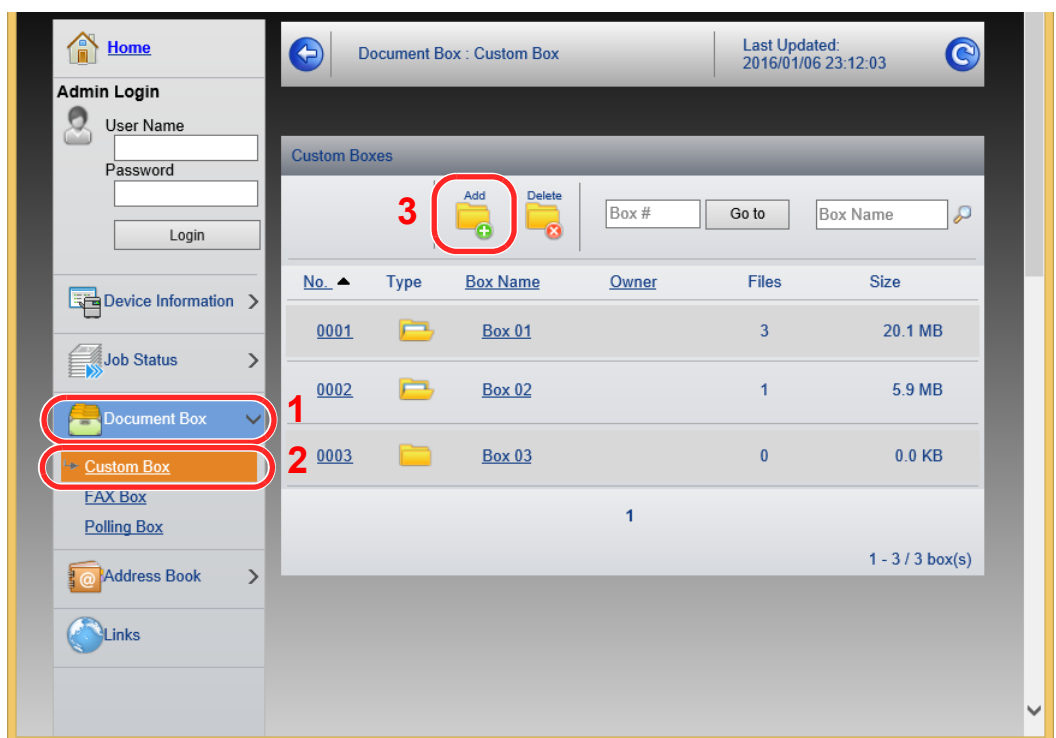 Home
Document Box : Custom Box
Last Updated:
2016/01/06 23:12:03
Admin Login
User Name
Password
Login
Device Information
Job Status
1
Document Box
2
Custom Box
FAX Box
Polling Box
Address Book
Links
Custom Boxes
3
Add
Delete
Box #
Go to
Box Name
No. Type Box Name Owner Files Size
0001 Box 01 3 20.1 MB
0002 Box 02 1 5.9 MB
0003 Box 03 0 0.0 KB
1
1 - 3 / 3 box(s)